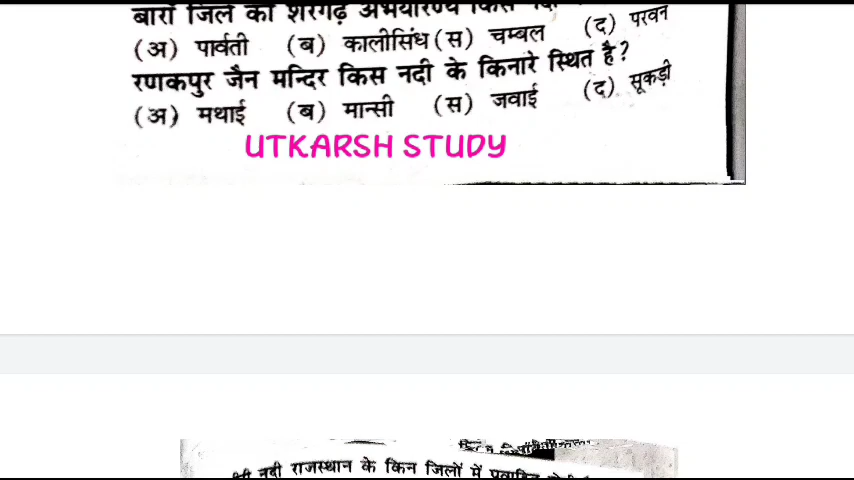 बारां जिले का शेरगढ़ अभयारण्य किस
(अ) पार्वती (ब) कालीसिंध (स) चम्बल (द) परवन
रणकपुर जैन मन्दिर किस नदी के किनारे स्थित है?
(अ) मथाई (ब) मान्सी (स) जवाई (द) सूकड़ी
UTKARSH STUDY
नदी राजस्थान के किन जिलों में